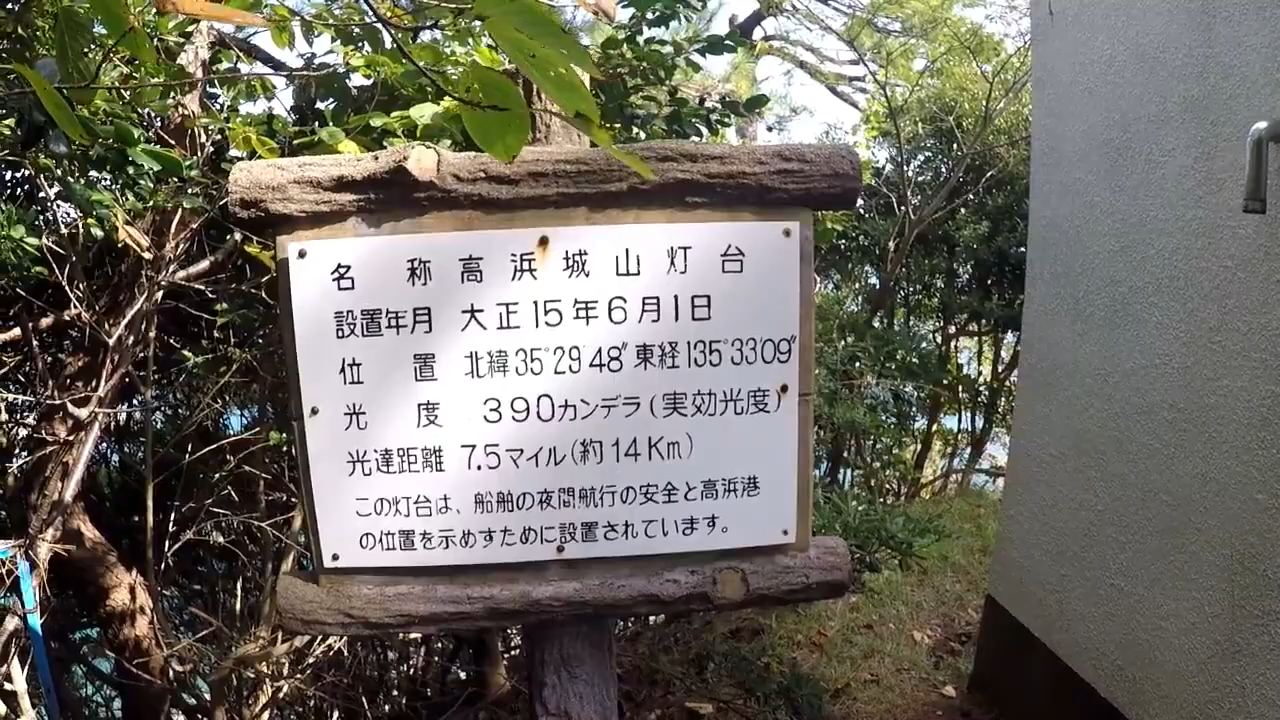 名 称 高浜城山灯台
設置年月 大正15年6月1日
位 置 北緯35°29′48″東経135°33′09″
光 度 390カンデラ(実効光度)
光達距離 7.5マイル(約14Km)
この灯台は、船舶の夜間航行の安全と高浜港
の位置を示めすために設置されています。